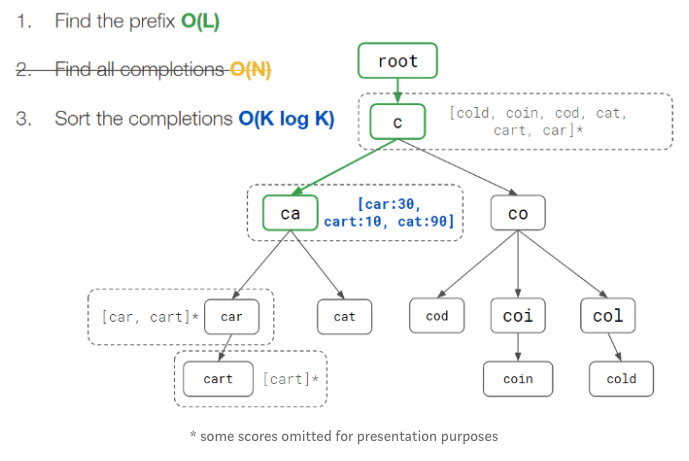 1. Find the prefix O(L)
2. Find all completions O(N)
3. Sort the completions O(K log K)
root
c
[cold, coin, cod, cat,
cart, car]*
ca
[car:30,
cart:10, cat:90]
co
[car, cart]*
car
cat
cod
coi
col
cart
[cart]*
coin
cold
* some scores omitted for presentation purposes